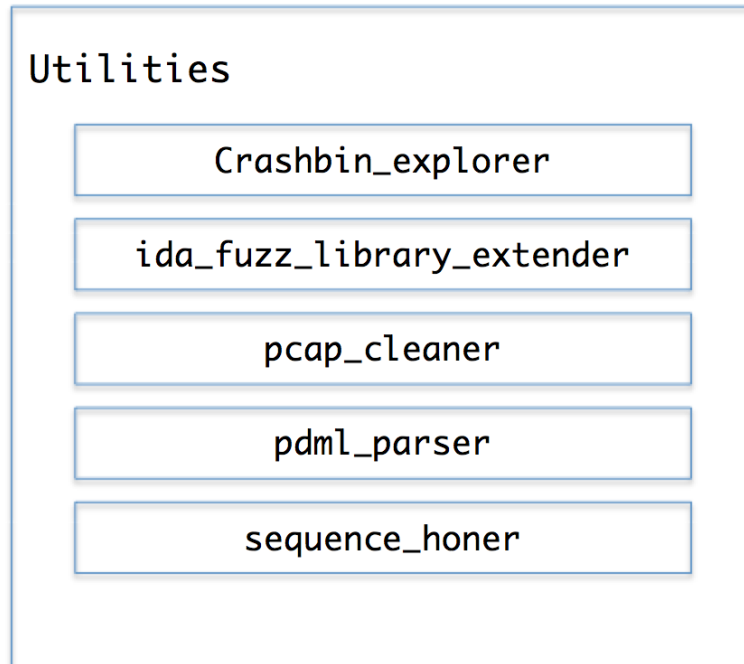 Utilities
Crashbin_explorer
ida_fuzz_library_extender
pcap_cleaner
pdml_parser
sequence_honer